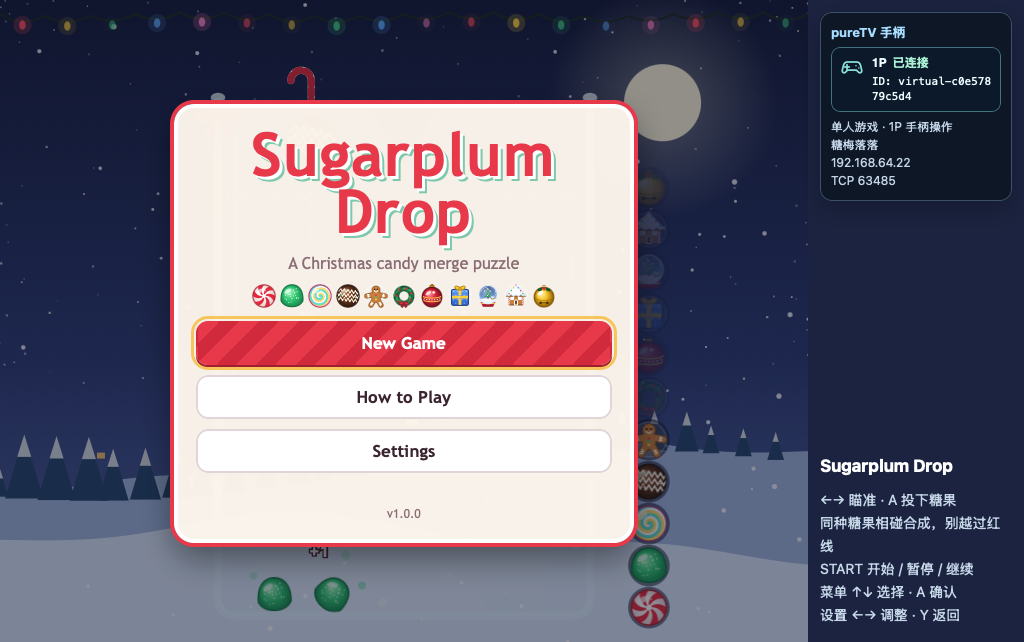 Sugarplum
Drop
A Christmas candy merge puzzle
New Game
How to Play
Settings
v1.0.0
pureTV 手柄
1P 已连接
ID: virtual-c0e578
79c5d4
单人游戏 · 1P 手柄操作
糖梅落落
192.168.64.22
TCP 63485
Sugarplum Drop
←→ 瞄准 · A 投下糖果
同种糖果相碰合成，别越过红
线
START 开始 / 暂停 / 继续
菜单 ↑↓ 选择 · A 确认
设置 ←→ 调整 · Y 返回